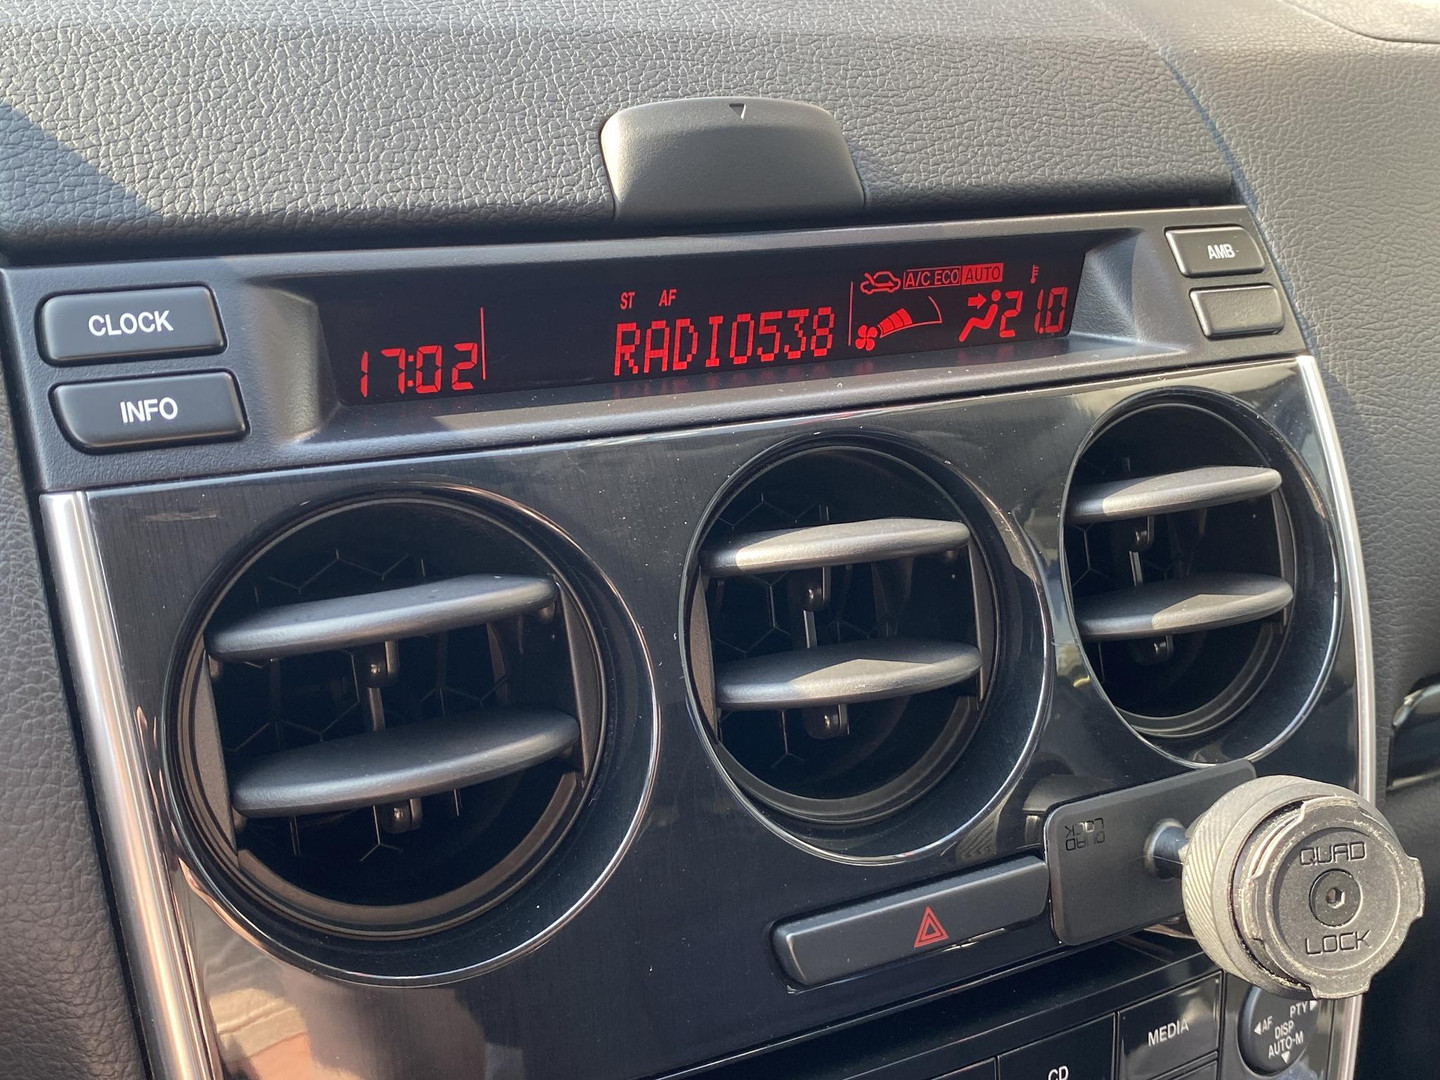 CLOCK
INFO
17:02
ST AF
RADIO538
A/C ECO AUTO
21.0
AMB
QUAD
LOCK
QUAD
LOCK
MEDIA
CD
AF
PTY
DISP
AUTO-M